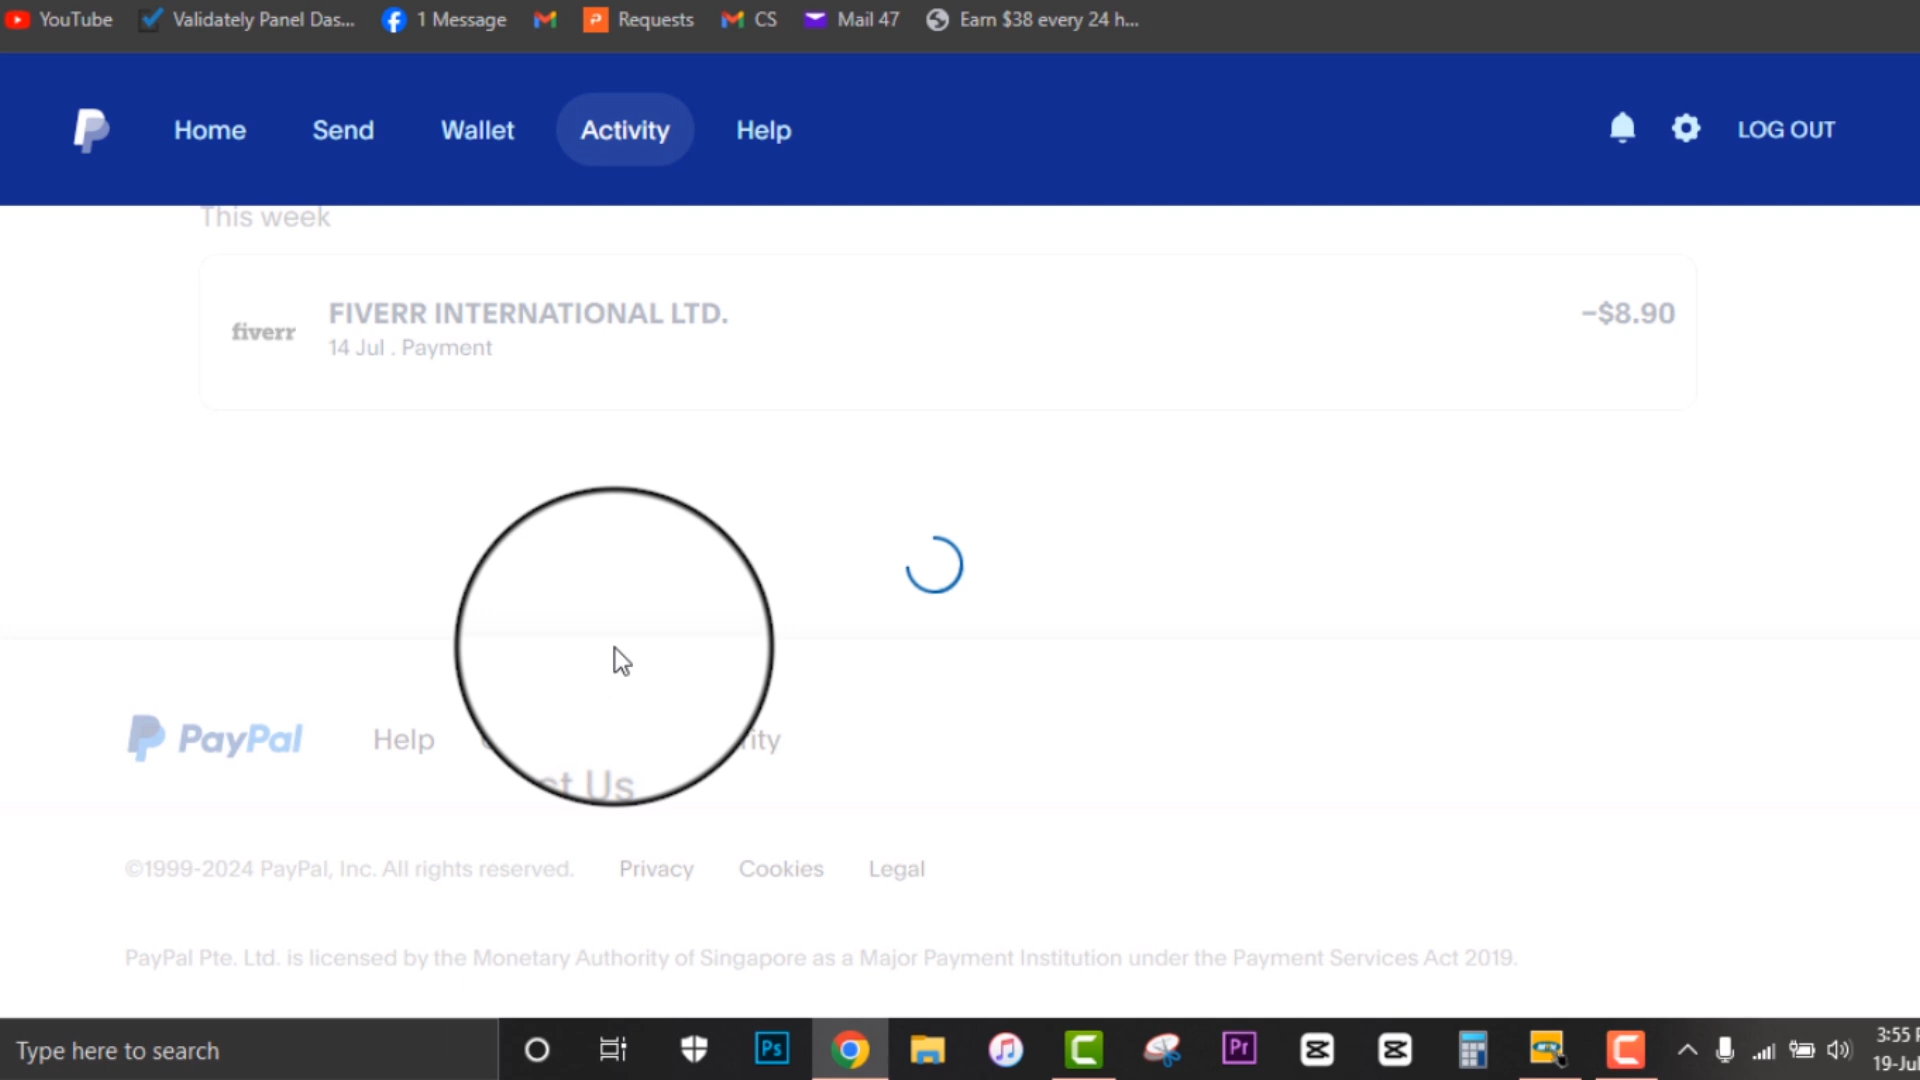 YouTube Validately Panel Das... 1 Message Requests CS Mail 47 Earn $38 every 24 h...
Home Send Wallet Activity Help LOG OUT
This week
fiverr FIVERR INTERNATIONAL LTD. −$8.90
14 Jul . Payment
PayPal Help
st Us
©1999-2024 PayPal, Inc. All rights reserved. Privacy Cookies Legal
PayPal Pte. Ltd. is licensed by the Monetary Authority of Singapore as a Major Payment Institution under the Payment Services Act 2019.
Type here to search Ps Pr 3:55
19-Jul